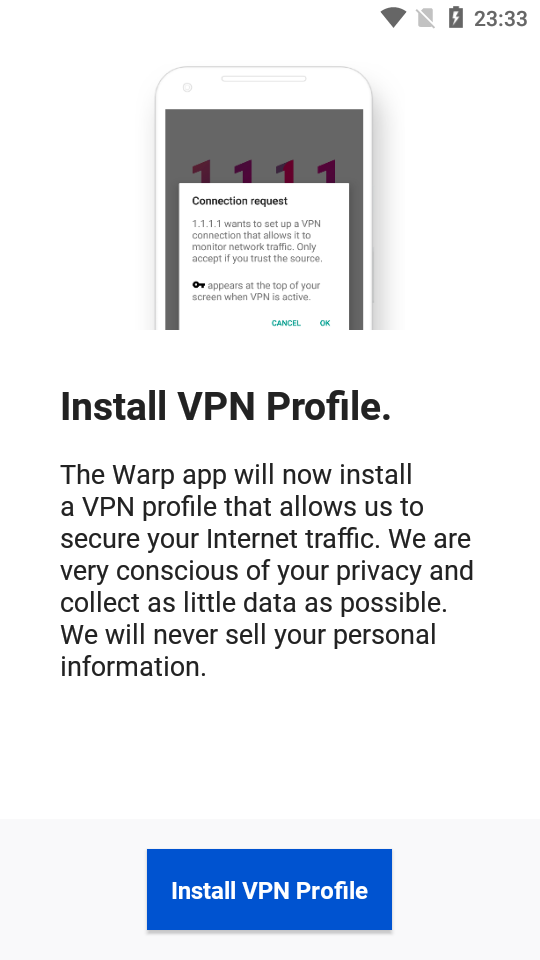 23:33
1.1.1.1
Connection request
1.1.1.1 wants to set up a VPN
connection that allows it to
monitor network traffic. Only
accept if you trust the source.
appears at the top of your
screen when VPN is active.
CANCEL OK
Install VPN Profile.
The Warp app will now install
a VPN profile that allows us to
secure your Internet traffic. We are
very conscious of your privacy and
collect as little data as possible.
We will never sell your personal
information.
Install VPN Profile